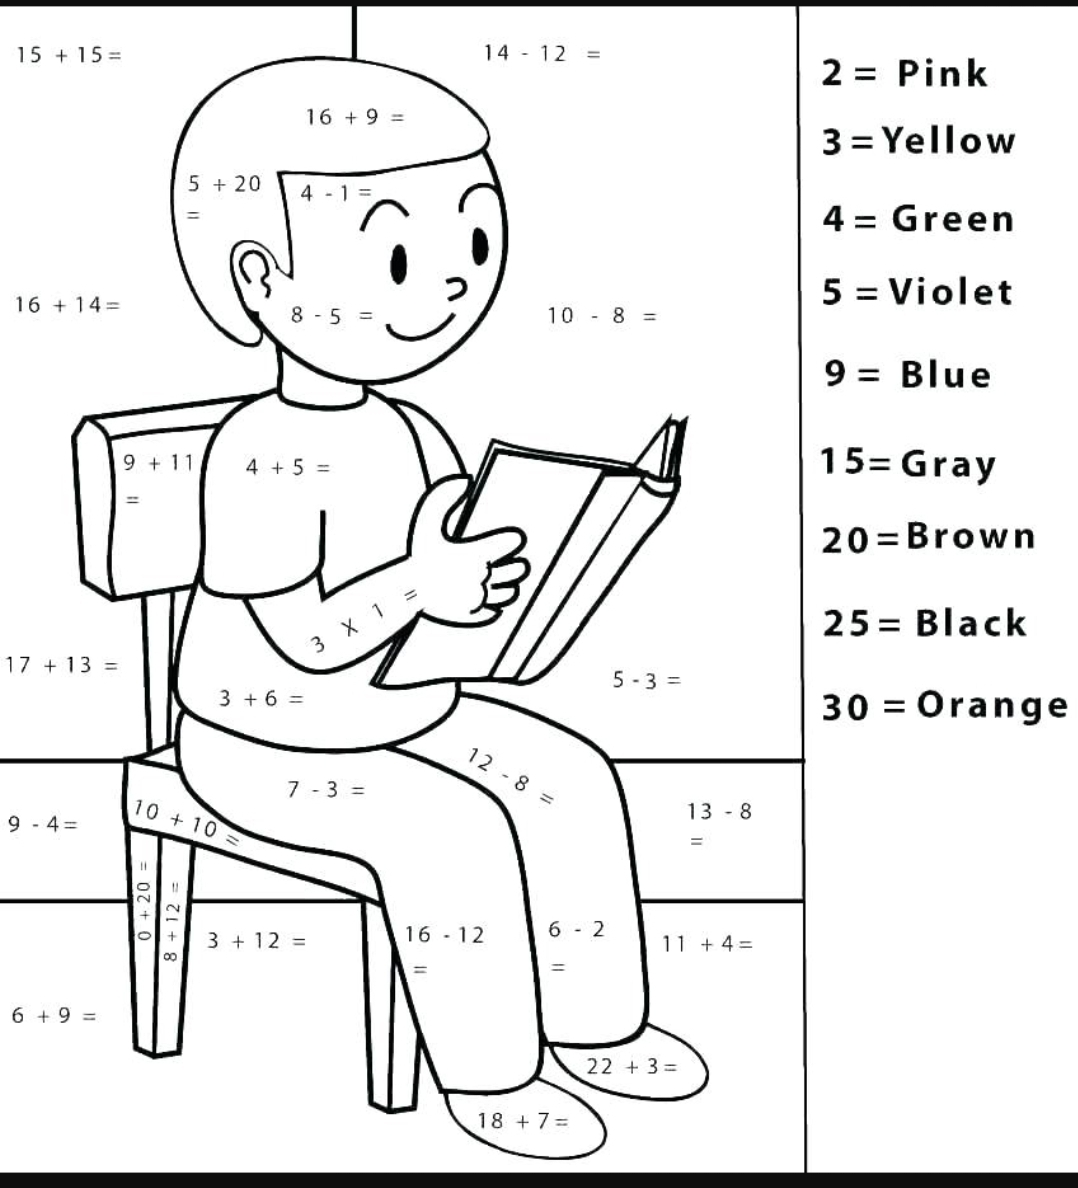 15 + 15 =
14 - 12 =
16 + 9 =
5 + 20
=
4 - 1 =
16 + 14 =
8 - 5 =
10 - 8 =
9 + 11
=
4 + 5 =
3 X 1 =
17 + 13 =
3 + 6 =
5 - 3 =
12 - 8 =
7 - 3 =
9 - 4 =
10 + 10 =
13 - 8
=
0 + 20 =
8 + 12 =
3 + 12 =
16 - 12
=
6 - 2
=
11 + 4 =
6 + 9 =
22 + 3 =
18 + 7 =
2 = Pink
3 = Yellow
4 = Green
5 = Violet
9 = Blue
15 = Gray
20 = Brown
25 = Black
30 = Orange